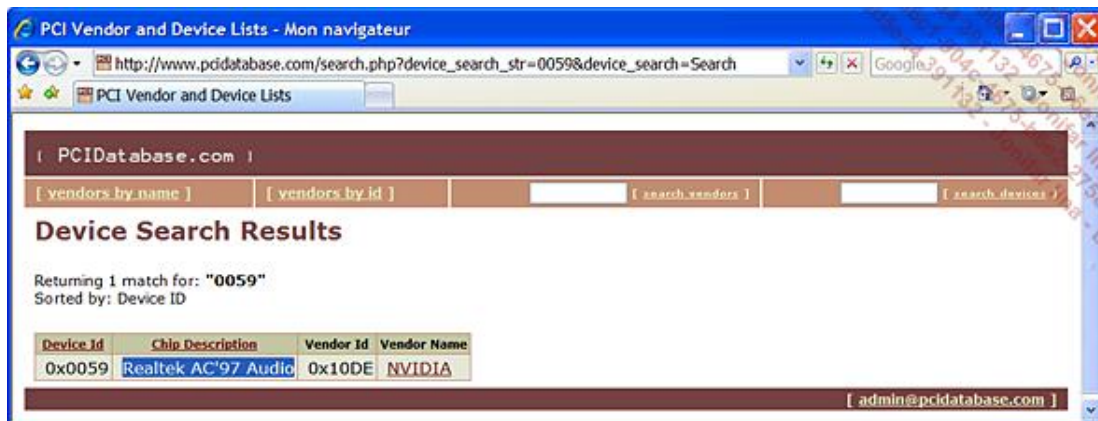 PCI Vendor and Device Lists - Mon navigateur
http://www.pcidatabase.com/search.php?device_search_str=0059&device_search=Search
Google
PCI Vendor and Device Lists
[ PCIDatabase.com ]
[ vendors by name ] [ vendors by id ] [ search vendors ] [ search devices ]
Device Search Results
Returning 1 match for: "0059"
Sorted by: Device ID
Device Id Chip Description Vendor Id Vendor Name
0x0059 Realtek AC'97 Audio 0x10DE NVIDIA
[ admin@pcidatabase.com ]